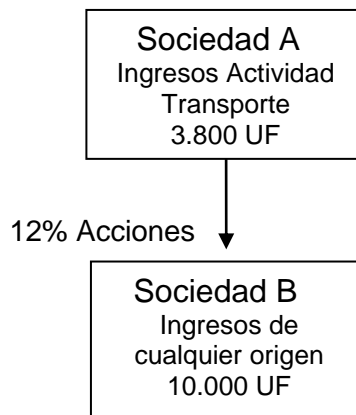 Sociedad A
Ingresos Actividad
Transporte
3.800 UF
12% Acciones
Sociedad B
Ingresos de
cualquier origen
10.000 UF